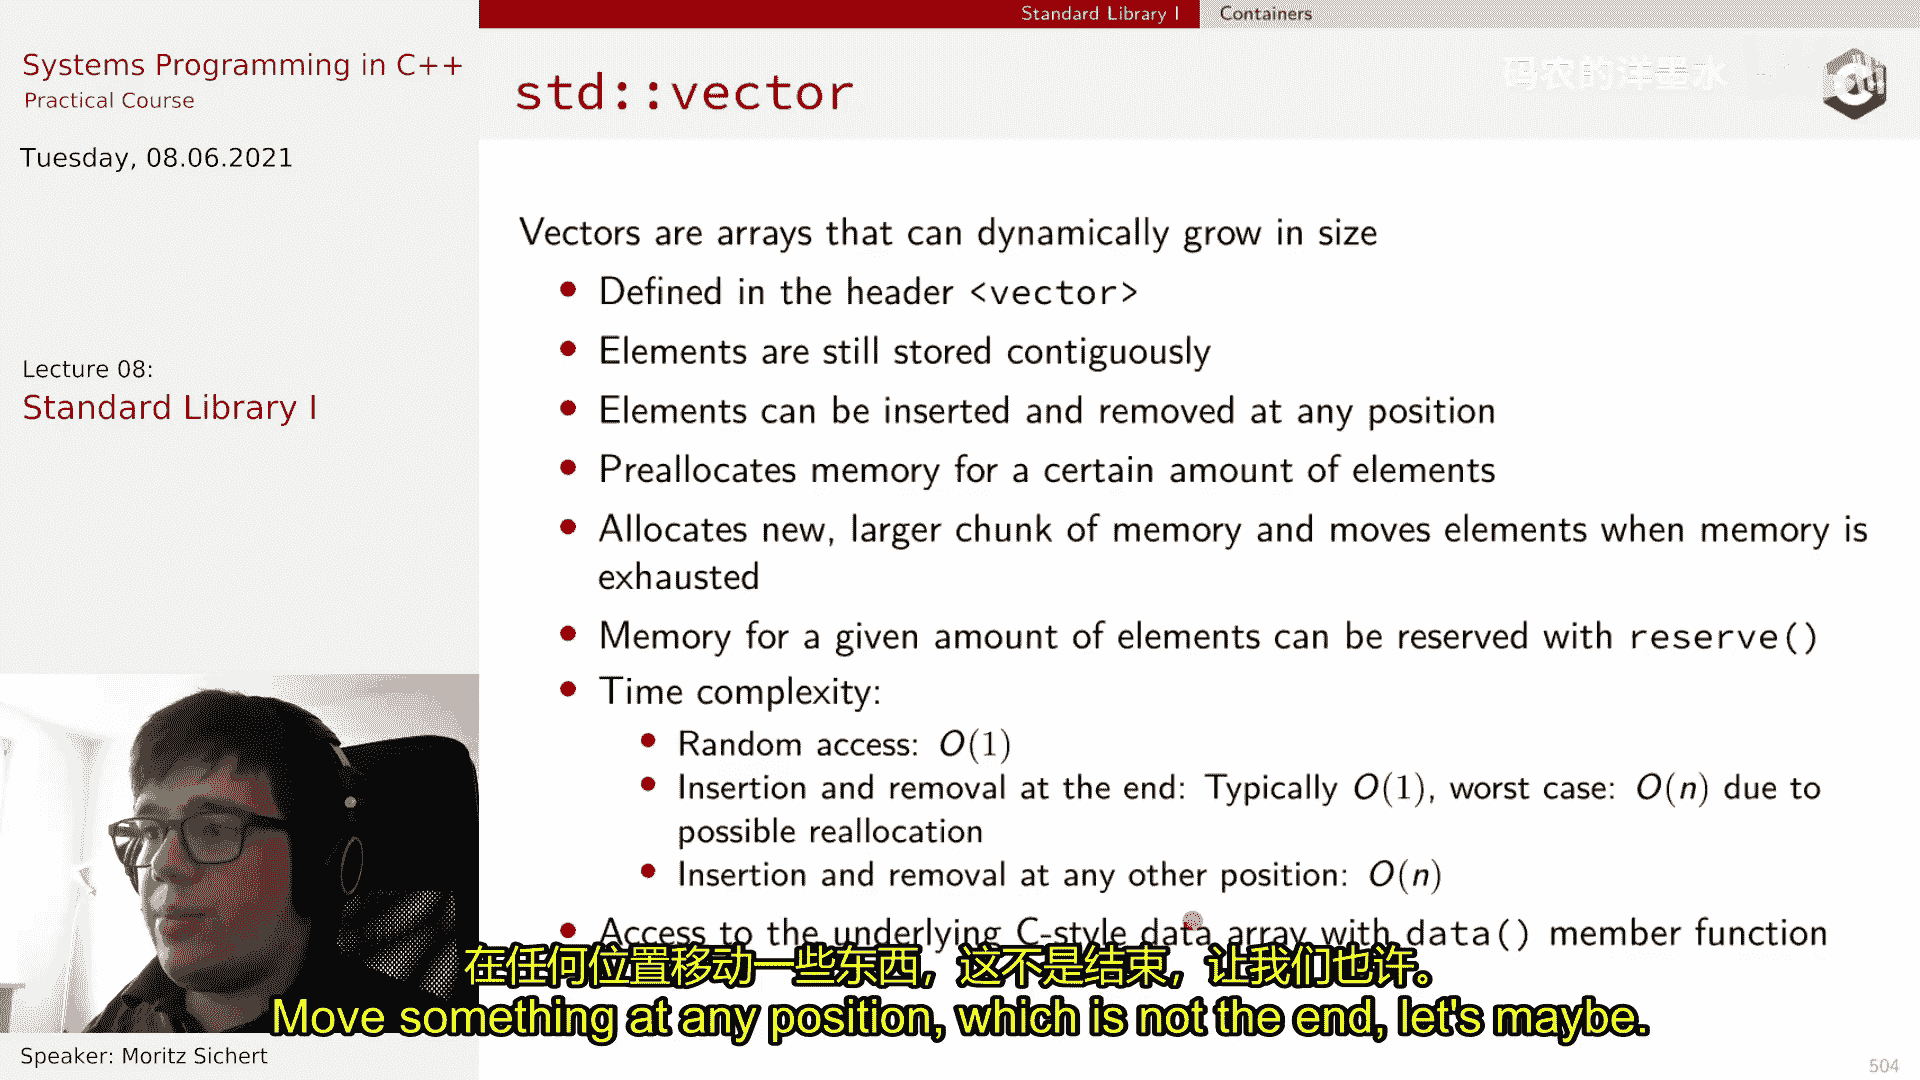 Standard Library I
Containers
Systems Programming in C++
Practical Course
Tuesday, 08.06.2021
Lecture 08:
Standard Library I
std::vector
码农的洋墨水
Vectors are arrays that can dynamically grow in size
Defined in the header <vector>
Elements are still stored contiguously
Elements can be inserted and removed at any position
Preallocates memory for a certain amount of elements
Allocates new, larger chunk of memory and moves elements when memory is
exhausted
Memory for a given amount of elements can be reserved with reserve()
Time complexity:
Random access: O(1)
Insertion and removal at the end: Typically O(1), worst case: O(n) due to
possible reallocation
Insertion and removal at any other position: O(n)
Access to the underlying C-style data array with data() member function
在任何位置移动一些东西，这不是结束，让我们也许。
Move something at any position, which is not the end, let's maybe.
Speaker: Moritz Sichert
504